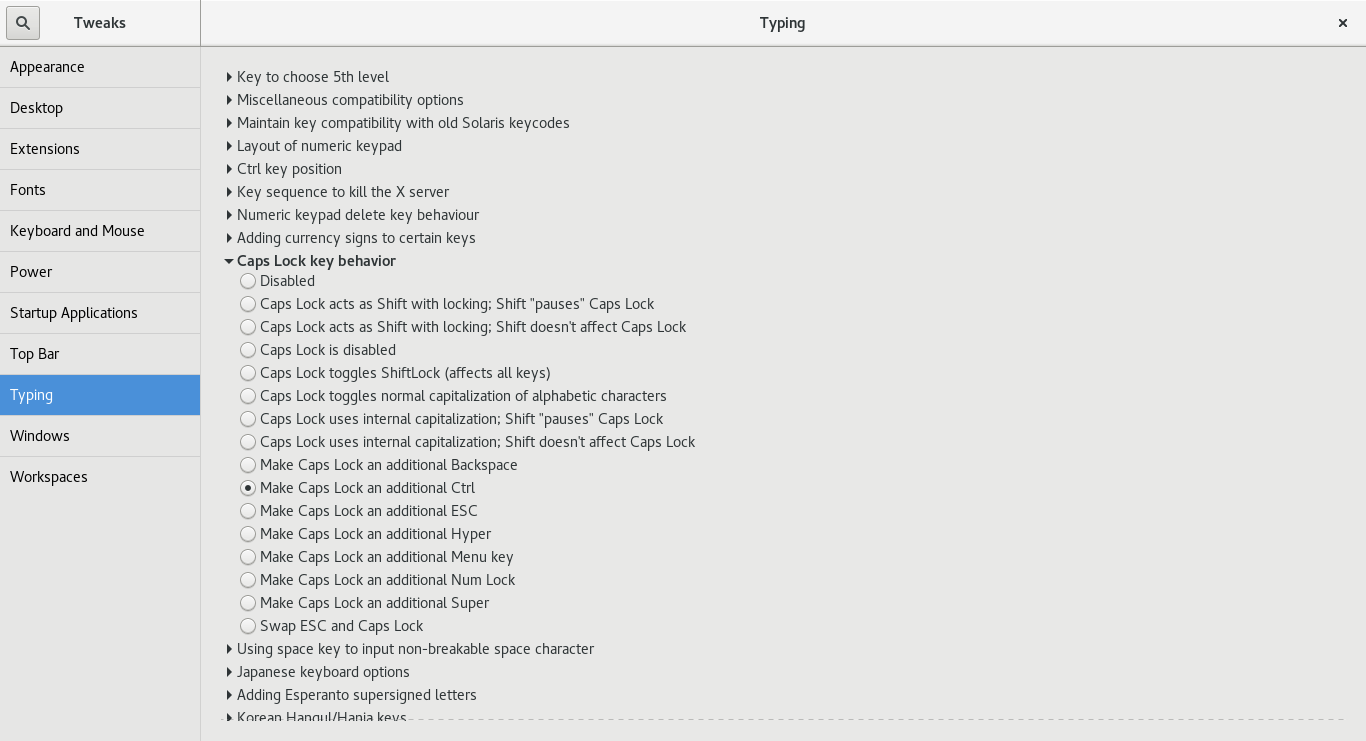 Tweaks
Typing
Appearance
Desktop
Extensions
Fonts
Keyboard and Mouse
Power
Startup Applications
Top Bar
Typing
Windows
Workspaces
Key to choose 5th level
Miscellaneous compatibility options
Maintain key compatibility with old Solaris keycodes
Layout of numeric keypad
Ctrl key position
Key sequence to kill the X server
Numeric keypad delete key behaviour
Adding currency signs to certain keys
Caps Lock key behavior
Disabled
Caps Lock acts as Shift with locking; Shift "pauses" Caps Lock
Caps Lock acts as Shift with locking; Shift doesn't affect Caps Lock
Caps Lock is disabled
Caps Lock toggles ShiftLock (affects all keys)
Caps Lock toggles normal capitalization of alphabetic characters
Caps Lock uses internal capitalization; Shift "pauses" Caps Lock
Caps Lock uses internal capitalization; Shift doesn't affect Caps Lock
Make Caps Lock an additional Backspace
Make Caps Lock an additional Ctrl
Make Caps Lock an additional ESC
Make Caps Lock an additional Hyper
Make Caps Lock an additional Menu key
Make Caps Lock an additional Num Lock
Make Caps Lock an additional Super
Swap ESC and Caps Lock
Using space key to input non-breakable space character
Japanese keyboard options
Adding Esperanto supersigned letters
Korean Hangul/Hanja keys